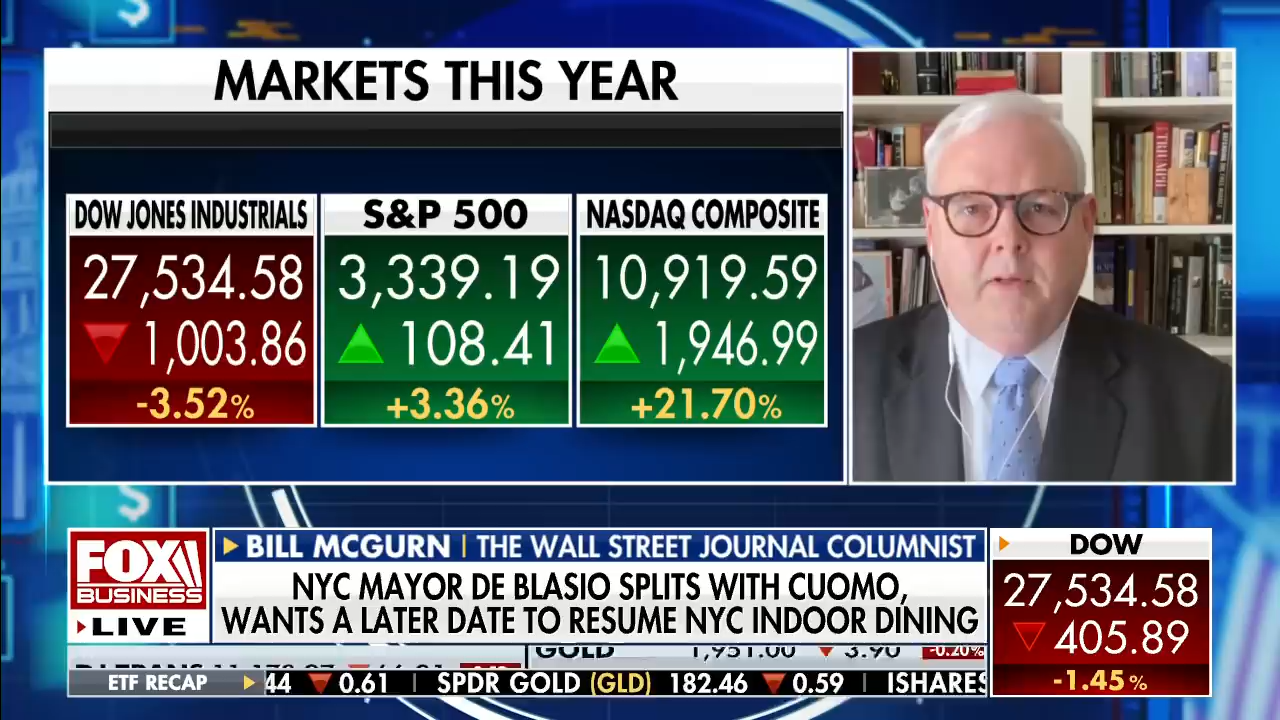 MARKETS THIS YEAR
DOW JONES INDUSTRIALS
27,534.58
1,003.86
-3.52%
S&P 500
3,339.19
108.41
+3.36%
NASDAQ COMPOSITE
10,919.59
1,946.99
+21.70%
TRIUMPH
FOX
BUSINESS
LIVE
BILL MCGURN | THE WALL STREET JOURNAL COLUMNIST
NYC MAYOR DE BLASIO SPLITS WITH CUOMO,
WANTS A LATER DATE TO RESUME NYC INDOOR DINING
DOW
27,534.58
405.89
-1.45%
GOLD 1,951.00 3.90 -0.20%
ETF RECAP 44 0.61 | SPDR GOLD (GLD) 182.46 0.59 | ISHARES